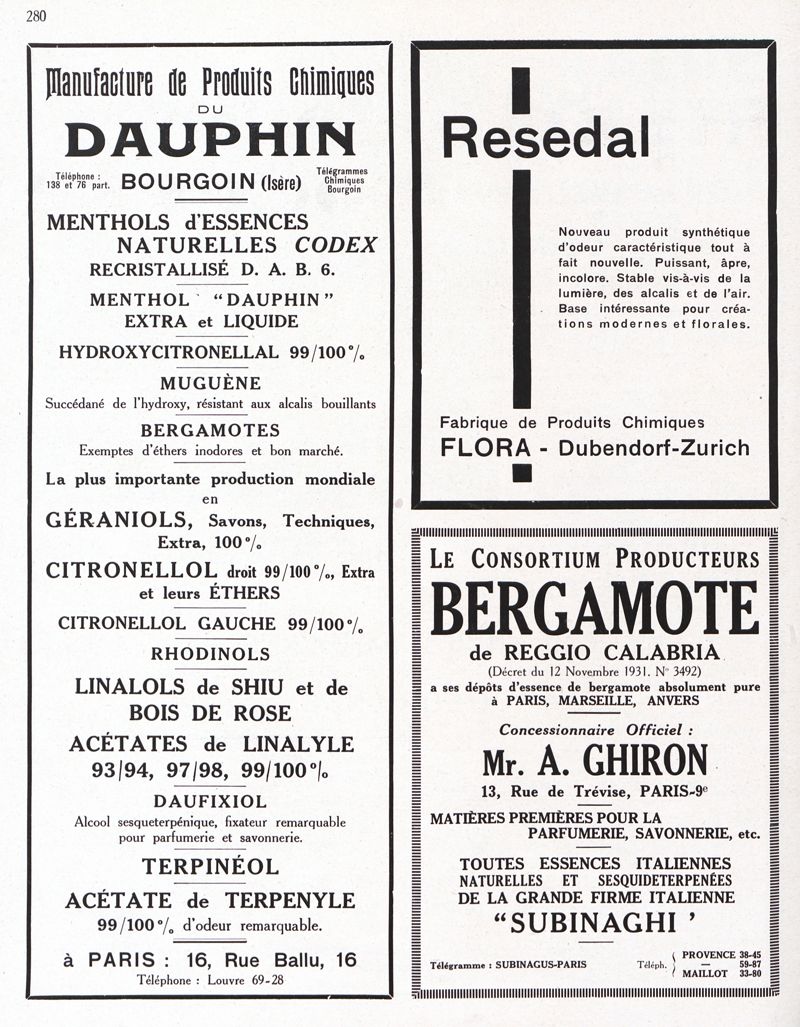 280
Manufacture de Produits Chimiques
DU
DAUPHIN
Téléphone :
138 et 76 part.
BOURGOIN (Isère)
Télégrammes
Chimiques
Bourgoin
MENTHOLS d'ESSENCES
NATURELLES CODEX
RECRISTALLISÉ D. A. B. 6.
MENTHOL "DAUPHIN"
EXTRA et LIQUIDE
HYDROXYCITRONELLAL 99/100%
MUGUÈNE
Succédané de l'hydroxy, résistant aux alcalis bouillants
BERGAMOTES
Exemptes d'éthers inodores et bon marché.
La plus importante production mondiale
en
GÉRANIOLS, Savons, Techniques,
Extra, 100%
CITRONELLOL droit 99/100%, Extra
et leurs ÉTHERS
CITRONELLOL GAUCHE 99/100%
RHODINOLS
LINALOLS de SHIU et de
BOIS DE ROSE
ACÉTATES de LINALYLE
93/94, 97/98, 99/100%
DAUFIXIOL
Alcool sesqueterpénique, fixateur remarquable
pour parfumerie et savonnerie.
TERPINÉOL
ACÉTATE de TERPENYLE
99/100% d'odeur remarquable.
à PARIS : 16, Rue Ballu, 16
Téléphone : Louvre 69-28
Resedal
Nouveau produit synthétique
d'odeur caractéristique tout à
fait nouvelle. Puissant, âpre,
incolore. Stable vis-à-vis de la
lumière, des alcalis et de l'air.
Base intéressante pour créa-
tions modernes et florales.
Fabrique de Produits Chimiques
FLORA - Dubendorf-Zurich
LE CONSORTIUM PRODUCTEURS
BERGAMOTE
de REGGIO CALABRIA
(Décret du 12 Novembre 1931. N° 3492)
a ses dépôts d'essence de bergamote absolument pure
à PARIS, MARSEILLE, ANVERS
Concessionnaire Officiel :
Mr. A. GHIRON
13, Rue de Trévise, PARIS-9e
MATIÈRES PREMIÈRES POUR LA
PARFUMERIE, SAVONNERIE, etc.
TOUTES ESSENCES ITALIENNES
NATURELLES ET SESQUIDETERPENÉES
DE LA GRANDE FIRME ITALIENNE
"SUBINAGHI '
Télégramme : SUBINAGUS-PARIS
Téléph.
PROVENCE 38-45
— 59-87
MAILLOT 33-80